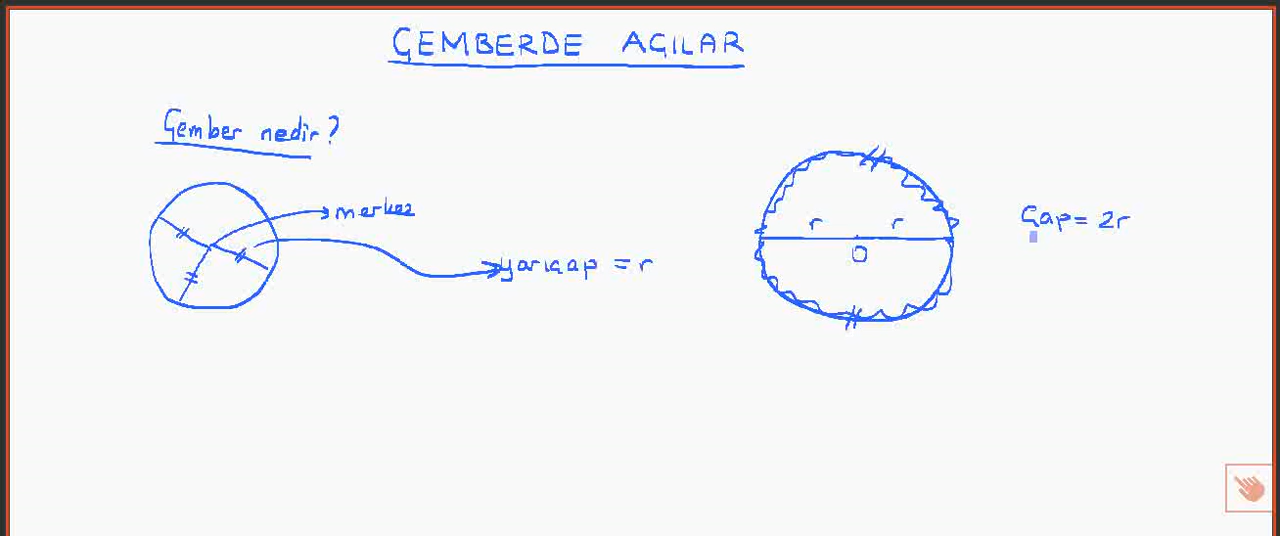 ÇEMBERDE AÇILAR
Çember nedir?
merkez
yarıçap = r
r r
O
Çap = 2r